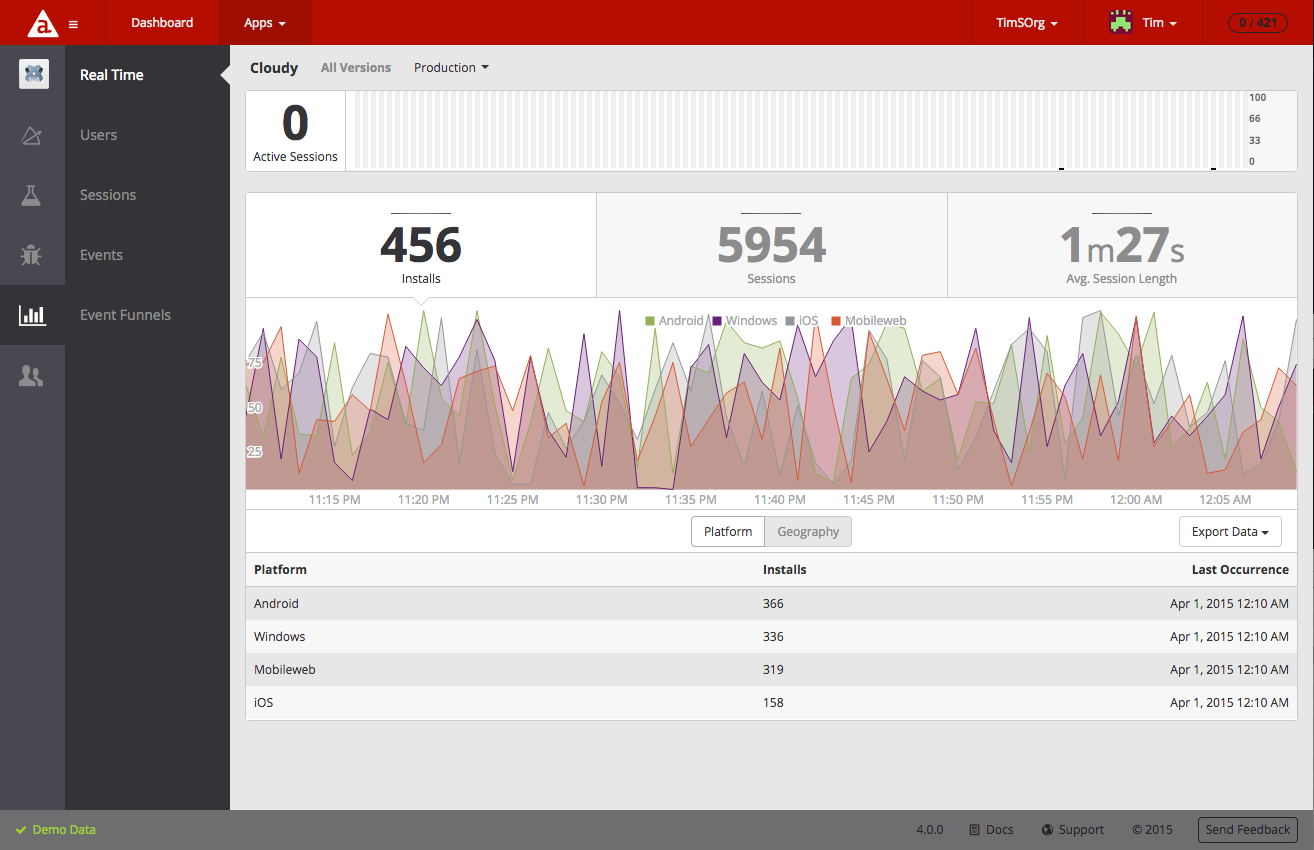 a Dashboard Apps TimSOrg Tim 0 / 421
Real Time
Users
Sessions
Events
Event Funnels
Cloudy All Versions Production
0
Active Sessions
100
66
33
0
456
Installs
5954
Sessions
1m27s
Avg. Session Length
Android Windows iOS Mobileweb
75
50
25
11:15 PM 11:20 PM 11:25 PM 11:30 PM 11:35 PM 11:40 PM 11:45 PM 11:50 PM 11:55 PM 12:00 AM 12:05 AM
Platform Geography Export Data
Platform Installs Last Occurrence
Android 366 Apr 1, 2015 12:10 AM
Windows 336 Apr 1, 2015 12:10 AM
Mobileweb 319 Apr 1, 2015 12:10 AM
iOS 158 Apr 1, 2015 12:10 AM
Demo Data 4.0.0 Docs Support © 2015 Send Feedback